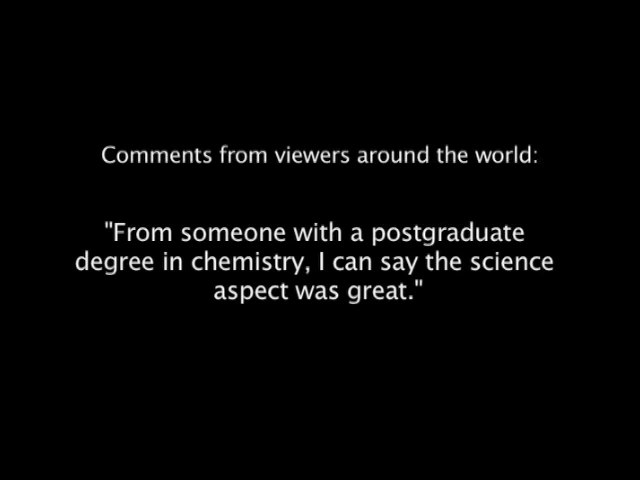 Comments from viewers around the world:
"From someone with a postgraduate
degree in chemistry, I can say the science
aspect was great."